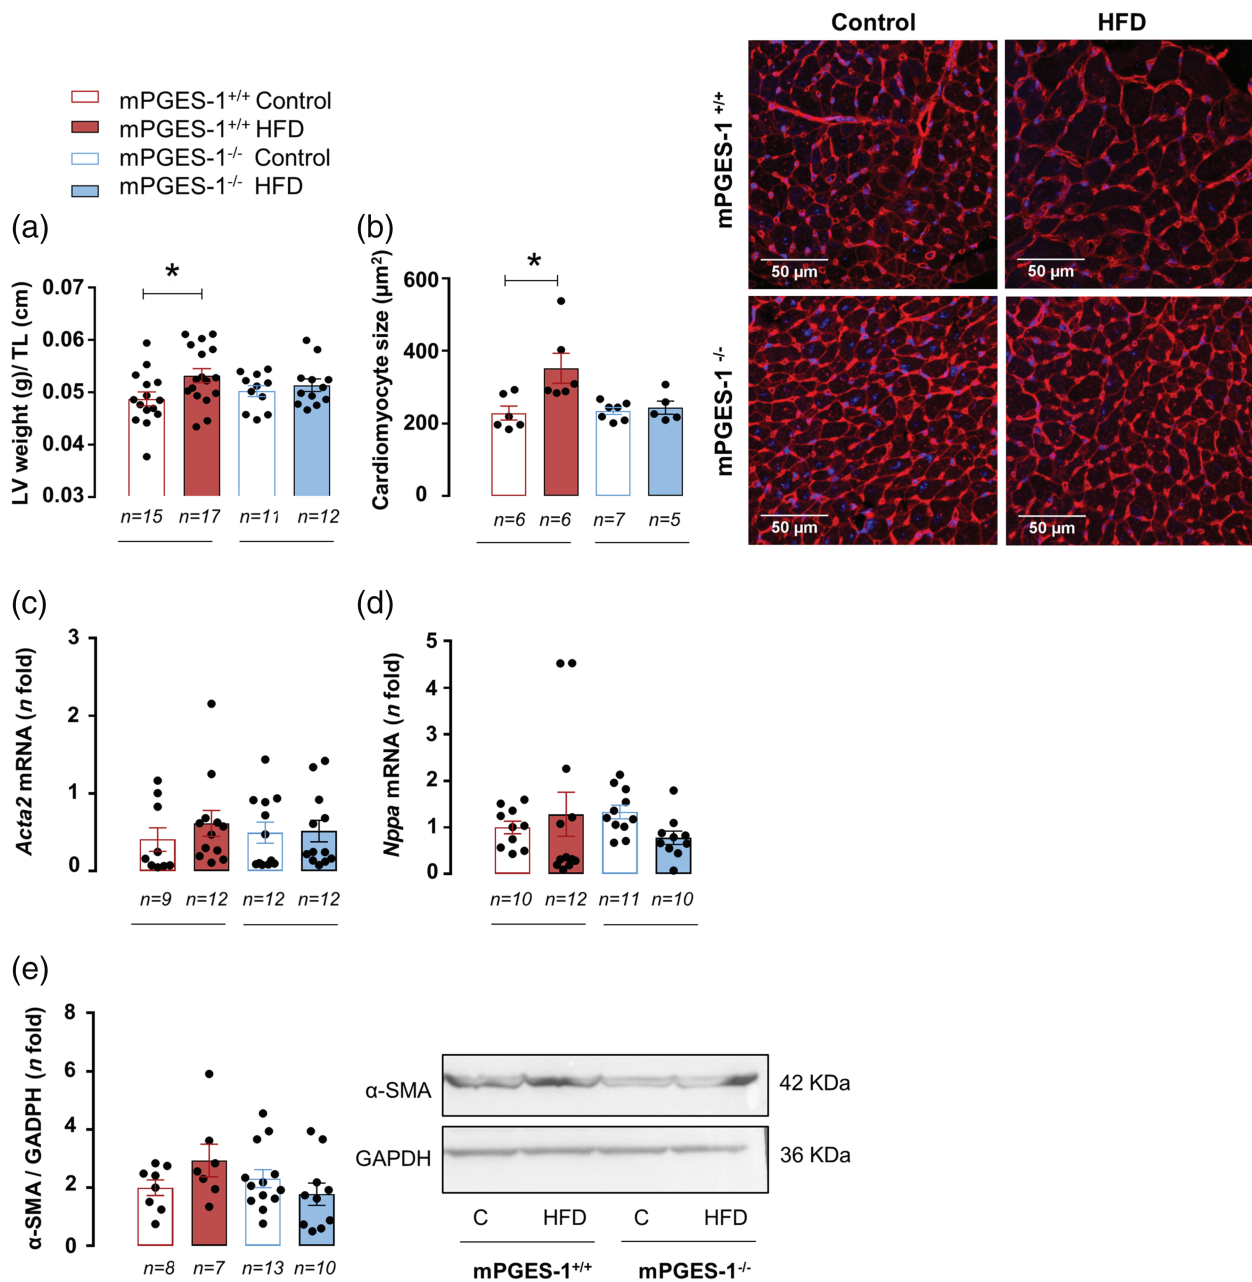 mPGES-1+/+ Control
mPGES-1+/+ HFD
mPGES-1-/- Control
mPGES-1-/- HFD
(a)
LV weight (g)/ TL (cm)
0.07
0.06
0.05
0.04
0.03
*
n=15 n=17 n=11 n=12
(b)
Cardiomyocyte size (µm2)
600
400
200
0
*
n=6 n=6 n=7 n=5
Control HFD
mPGES-1 +/+
50 µm 50 µm
mPGES-1 -/-
50 µm 50 µm
(c)
Acta2 mRNA (n fold)
3
2
1
0
n=9 n=12 n=12 n=12
(d)
Nppa mRNA (n fold)
5
4
3
2
1
0
n=10 n=12 n=11 n=10
(e)
α-SMA / GADPH (n fold)
8
6
4
2
0
n=8 n=7 n=13 n=10
α-SMA 42 KDa
GAPDH 36 KDa
C HFD C HFD
mPGES-1+/+ mPGES-1-/-